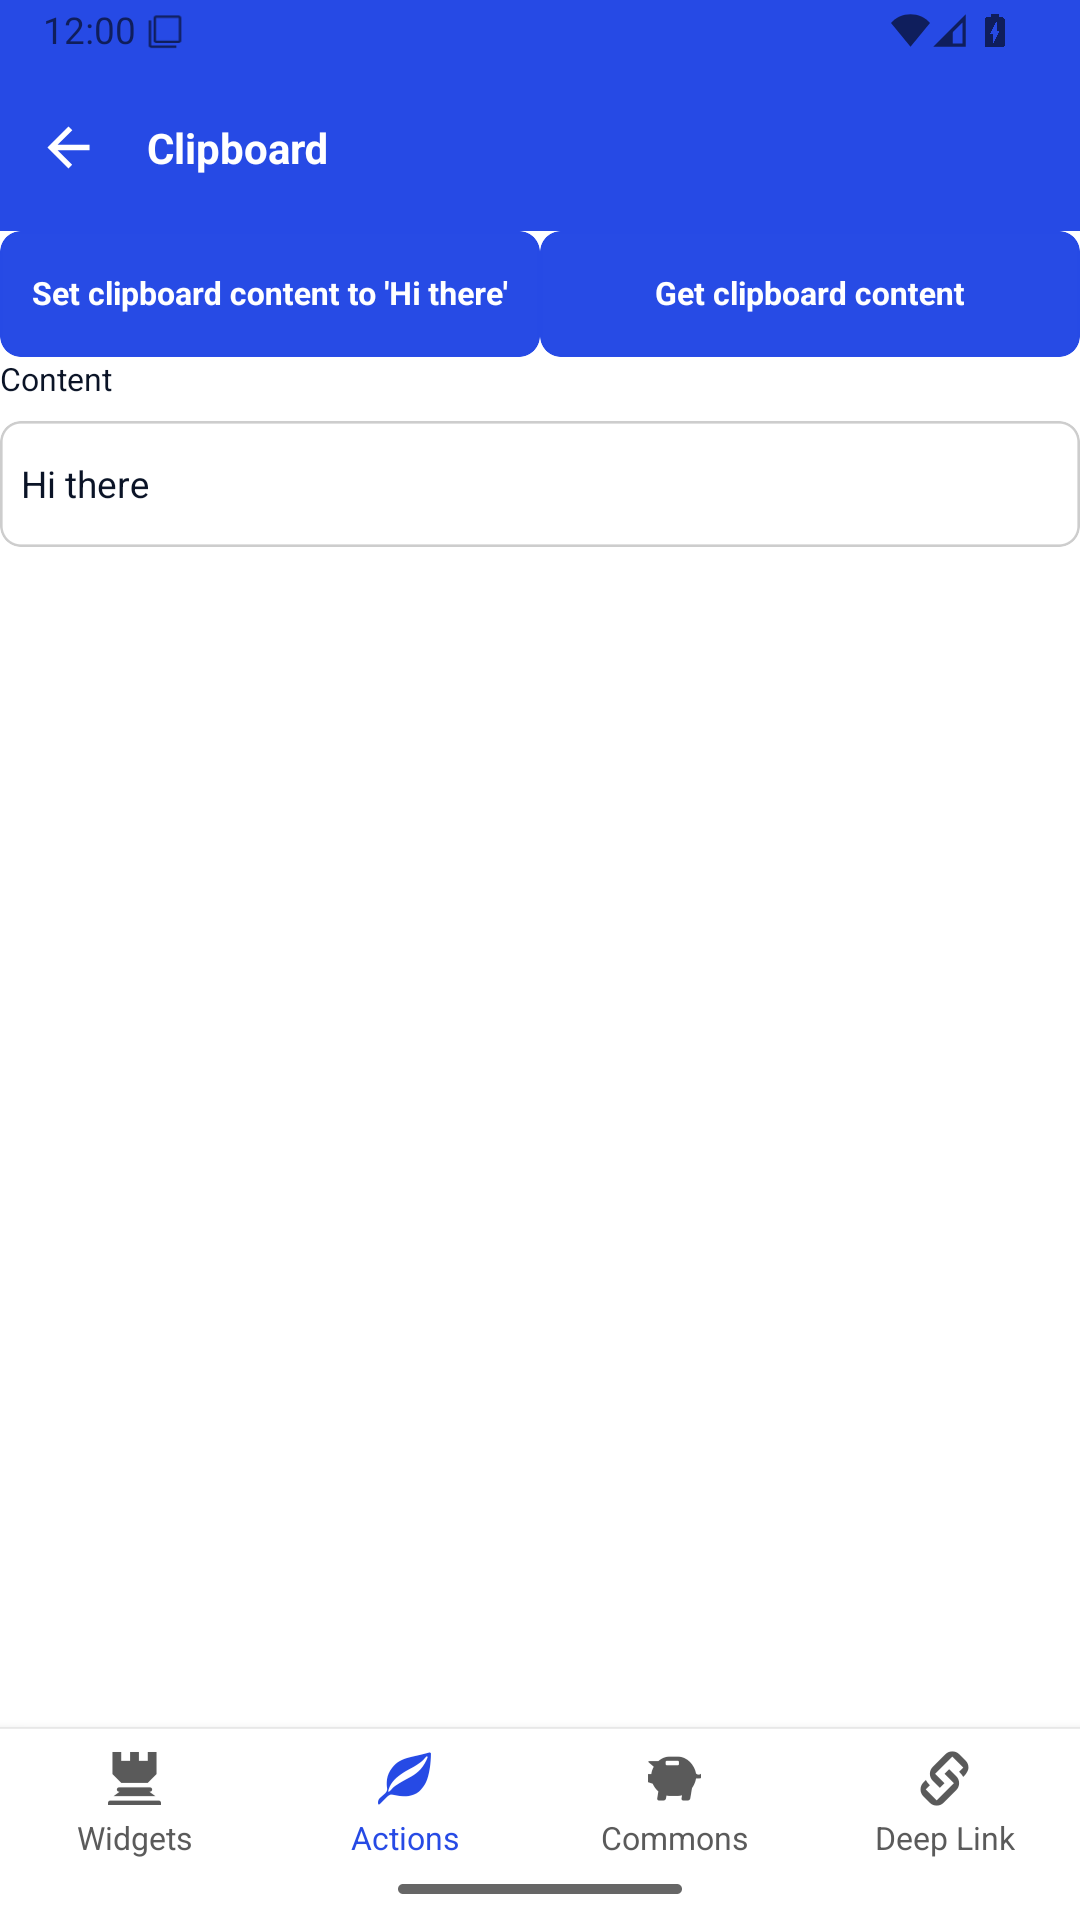 12:00
Clipboard
Set clipboard content to 'Hi there'
Get clipboard content
Content
Hi there
Widgets
Actions
Commons
Deep Link